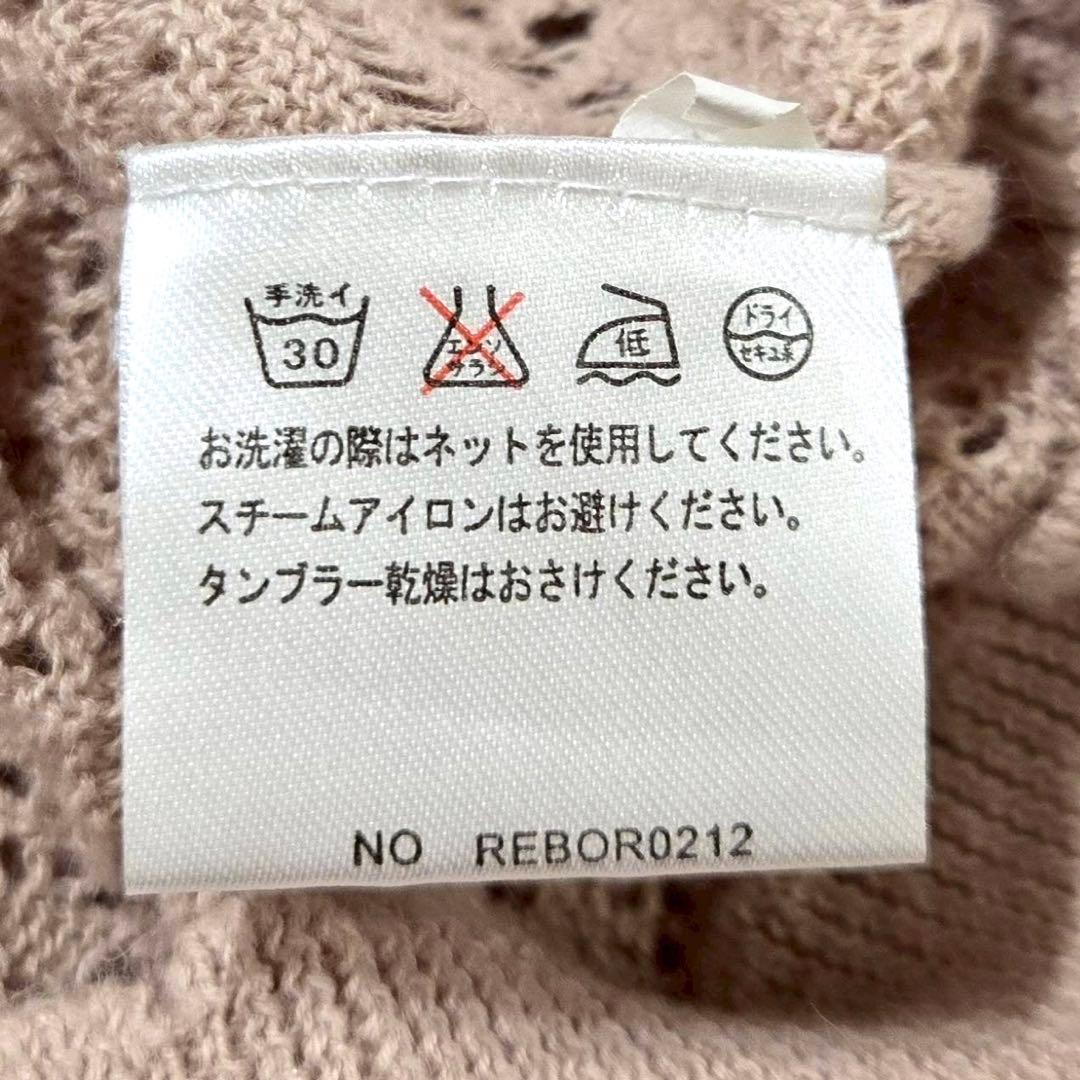 手洗イ
30
エンソ
サラシ
低
ドライ
セキユ系
お洗濯の際はネットを使用してください。
スチームアイロンはお避けください。
タンブラー乾燥はおさけください。
NO REBOR0212